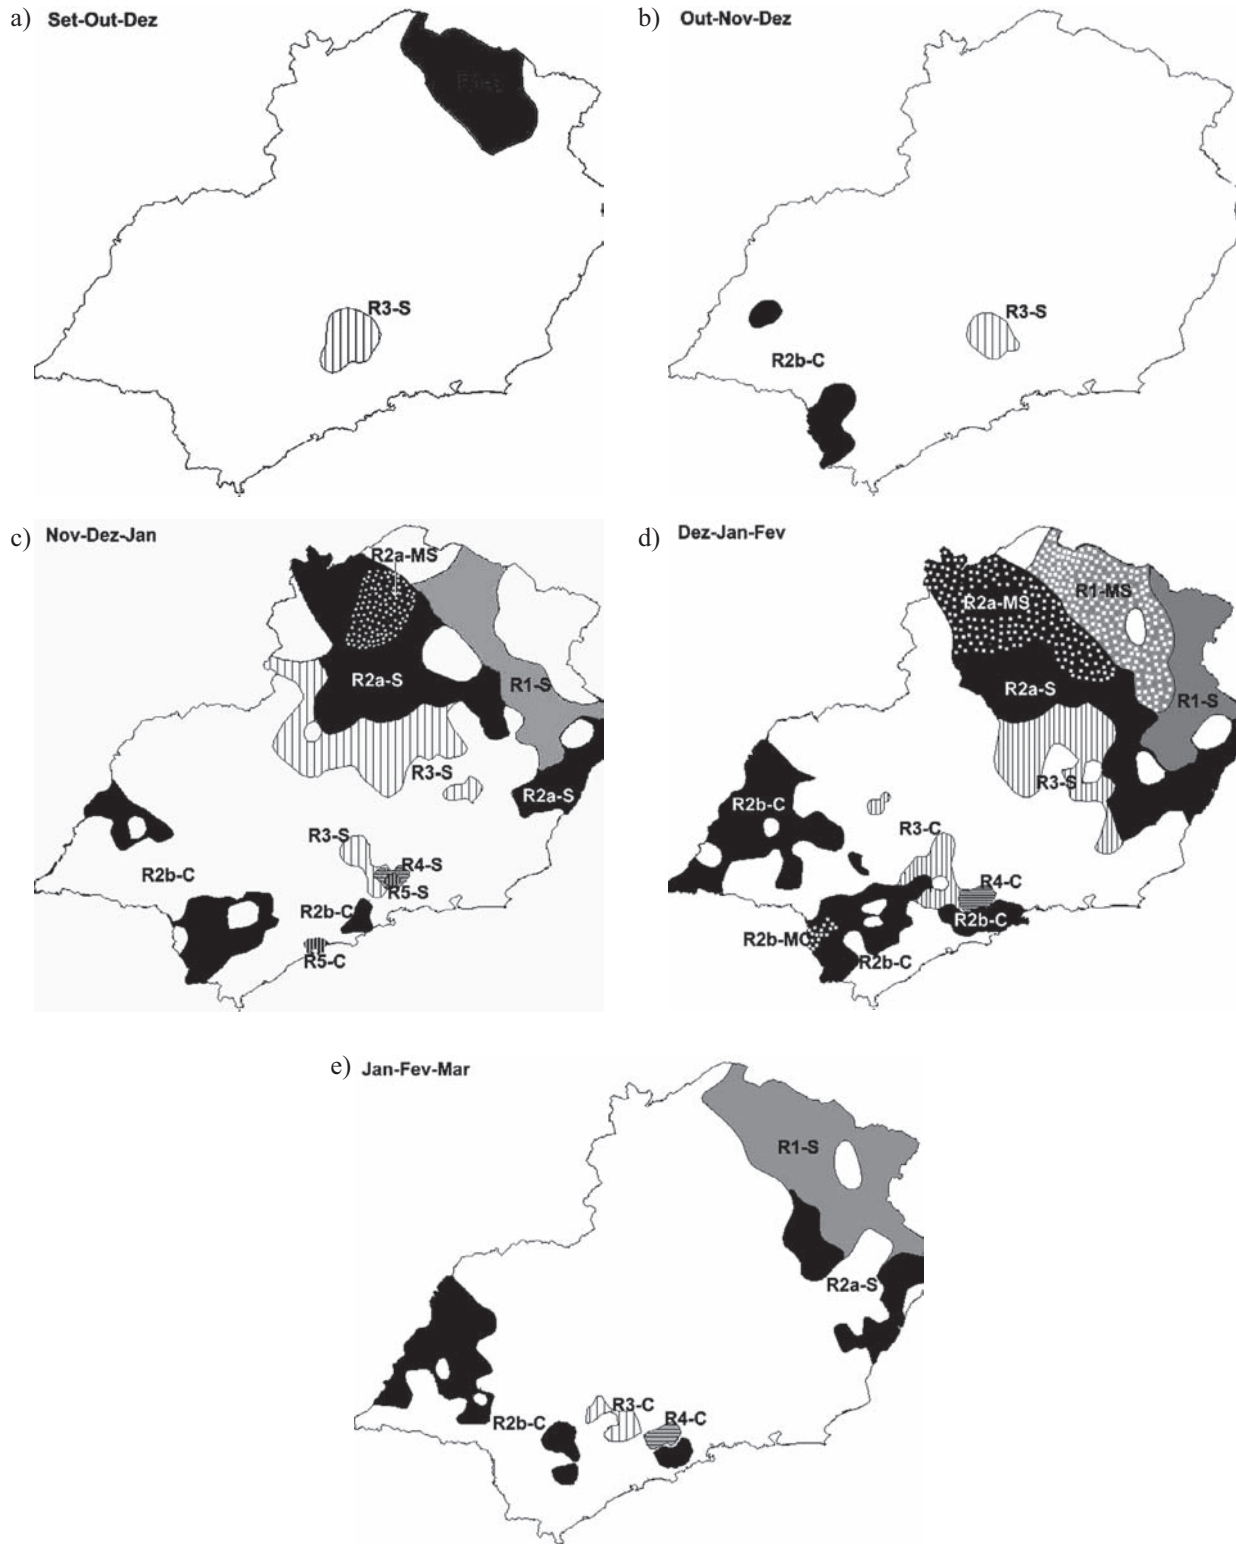 a) Set-Out-Dez
R3-S
b) Out-Nov-Dez
R3-S
R2b-C
c) Nov-Dez-Jan
R2a-MS
R2a-S
R1-S
R3-S
R2a-S
R3-S
R4-S
R2b-C
R5-S
R2b-C
R5-C
d) Dez-Jan-Fev
R1-MS
R2a-MS
R2a-S
R1-S
R3-S
R2b-C
R3-C
R4-C
R2b-C
R2b-MC
R2b-C
e) Jan-Fev-Mar
R1-S
R2a-S
R3-C
R4-C
R2b-C